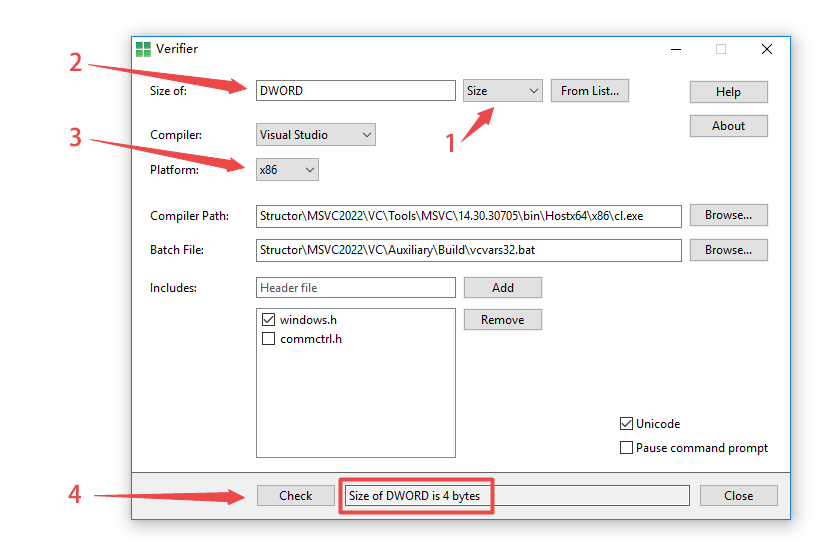 Verifier
2
Size of: DWORD Size From List... Help
1
About
3
Compiler: Visual Studio
Platform: x86
Compiler Path: Structor\MSVC2022\VC\Tools\MSVC\14.30.30705\bin\Hostx64\x86\cl.exe Browse...
Batch File: Structor\MSVC2022\VC\Auxiliary\Build\vcvars32.bat Browse...
Includes: Header file Add
windows.h Remove
commctrl.h
Unicode
Pause command prompt
4 Check Size of DWORD is 4 bytes Close